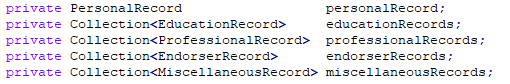 private PersonalRecord personalRecord;
private Collection<EducationRecord> educationRecords;
private Collection<ProfessionalRecord> professionalRecords;
private Collection<EndorserRecord> endorserRecords;
private Collection<MiscellaneousRecord> miscellaneousRecords;